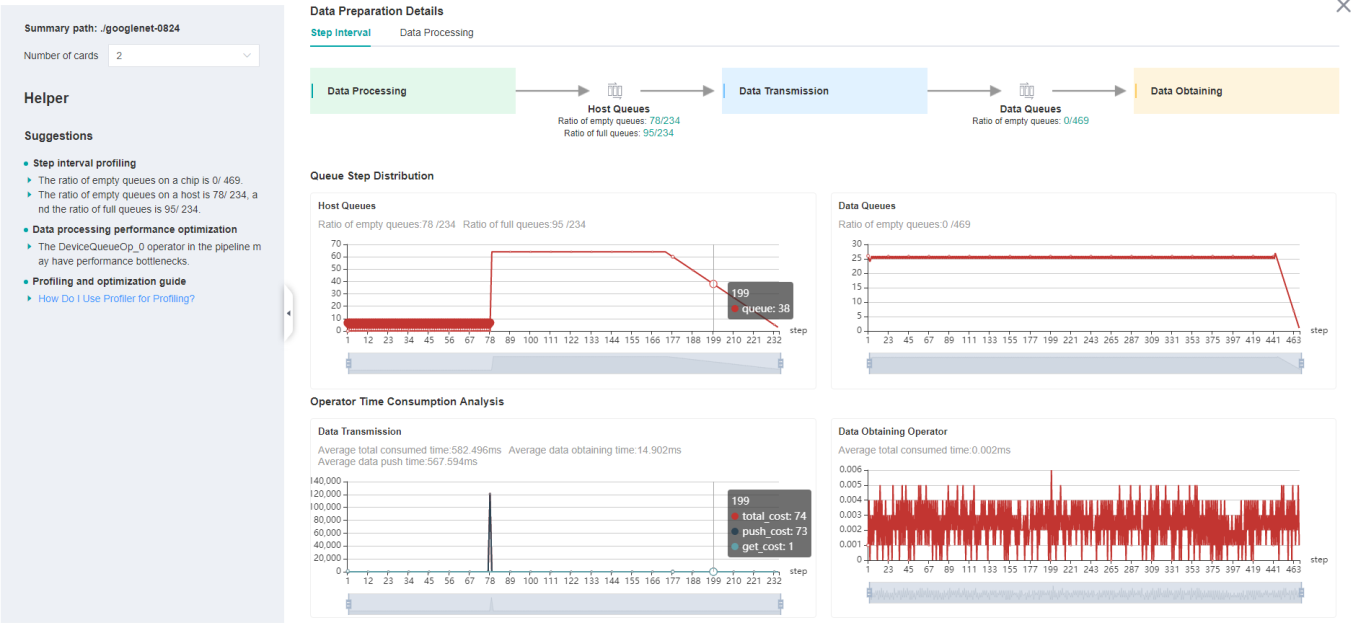 Summary path: ./googlenet-0824
Number of cards 2
Helper
Suggestions
Step interval profiling
The ratio of empty queues on a chip is 0/ 469.
The ratio of empty queues on a host is 78/ 234, a
nd the ratio of full queues is 95/ 234.
Data processing performance optimization
The DeviceQueueOp_0 operator in the pipeline m
ay have performance bottlenecks.
Profiling and optimization guide
How Do I Use Profiler for Profiling?
Data Preparation Details
Step Interval Data Processing
Data Processing
Host Queues
Ratio of empty queues: 78/234
Ratio of full queues: 95/234
Data Transmission
Data Queues
Ratio of empty queues: 0/469
Data Obtaining
Queue Step Distribution
Host Queues
Ratio of empty queues:78 /234 Ratio of full queues:95 /234
70
60
50
40
30
20
10
0
1 12 23 34 45 56 67 78 89 100 111 122 133 144 155 166 177 188 199 210 221 232
step
199
queue: 38
Data Queues
Ratio of empty queues:0 /469
30
25
20
15
10
5
0
1 23 45 67 89 111 133 155 177 199 221 243 265 287 309 331 353 375 397 419 441 463
step
Operator Time Consumption Analysis
Data Transmission
Average total consumed time:582.496ms Average data obtaining time:14.902ms
Average data push time:567.594ms
140,000
120,000
100,000
80,000
60,000
40,000
20,000
0
1 12 23 34 45 56 67 78 89 100 111 122 133 144 155 166 177 188 199 210 221 232
step
199
total_cost: 74
push_cost: 73
get_cost: 1
Data Obtaining Operator
Average total consumed time:0.002ms
0.006
0.005
0.004
0.003
0.002
0.001
0
1 23 45 67 89 111 133 155 177 199 221 243 265 287 309 331 353 375 397 419 441 463
step